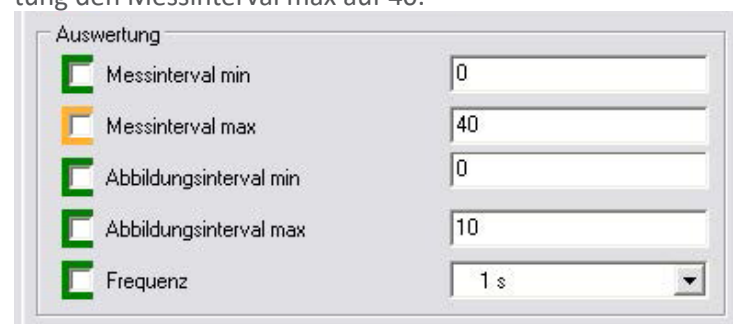 tung den Messinterval max auf 40.
Auswertung
Messinterval min 0
Messinterval max 40
Abbildungsinterval min 0
Abbildungsinterval max 10
Frequenz 1 s